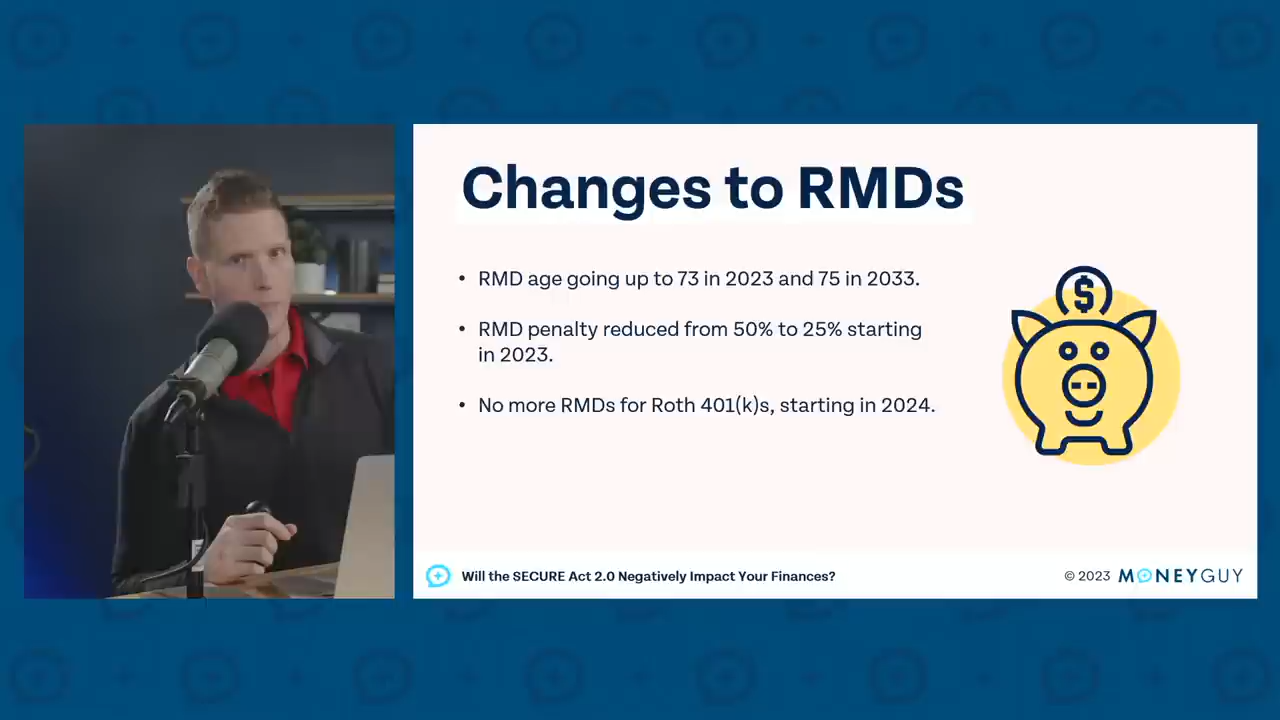 Changes to RMDs
• RMD age going up to 73 in 2023 and 75 in 2033.
• RMD penalty reduced from 50% to 25% starting
in 2023.
• No more RMDs for Roth 401(k)s, starting in 2024.
$
Will the SECURE Act 2.0 Negatively Impact Your Finances?
© 2023 MONEYGUY